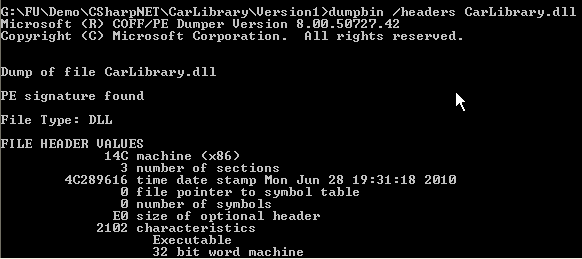 G:\FU\Demo\CSharpNET\CarLibrary\Version1>dumpbin /headers CarLibrary.dll
Microsoft (R) COFF/PE Dumper Version 8.00.50727.42
Copyright (C) Microsoft Corporation.  All rights reserved.
Dump of file CarLibrary.dll
PE signature found
File Type: DLL
FILE HEADER VALUES
14C machine (x86)
3 number of sections
4C289616 time date stamp Mon Jun 28 19:31:18 2010
0 file pointer to symbol table
0 number of symbols
E0 size of optional header
2102 characteristics
Executable
32 bit word machine